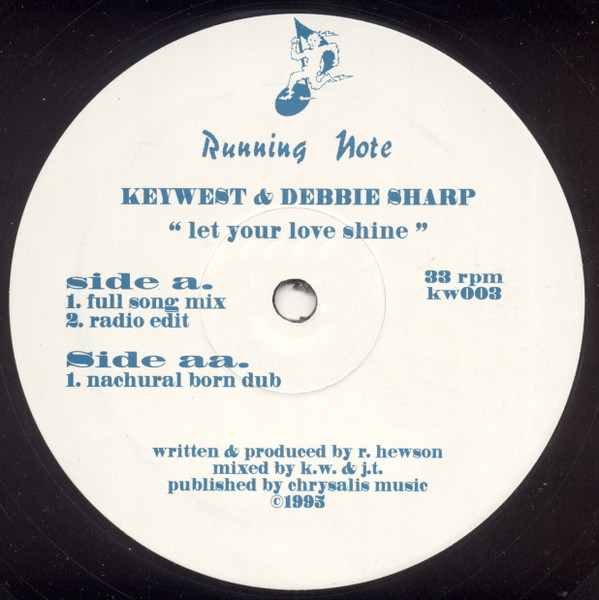 Running Note
KEYWEST & DEBBIE SHARP
“ let your love shine ”
side a.
1. full song mix
2. radio edit
33 rpm
kw003
Side aa.
1. nachural born dub
written & produced by r. hewson
mixed by k.w. & j.t.
published by chrysalis music
©1995